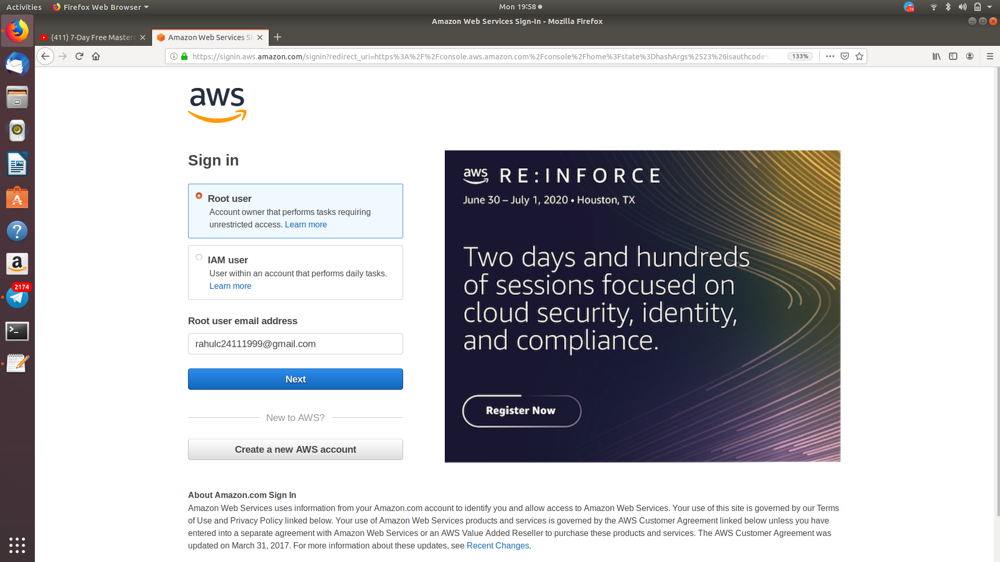 Activities
Firefox Web Browser
Mon 19:58
74
Amazon Web Services Sign-In - Mozilla Firefox
(411) 7-Day Free Masterc
Amazon Web Services Si
https://signin.aws.amazon.com/signin?redirect_uri=https%3A%2F%2Fconsole.aws.amazon.com%2Fconsole%2Fhome%3Fstate%3DhashArgs%2523%26isauthcode%
133%
aws
Sign in
Root user
Account owner that performs tasks requiring
unrestricted access. Learn more
IAM user
User within an account that performs daily tasks.
Learn more
Root user email address
rahulc24111999@gmail.com
Next
New to AWS?
Create a new AWS account
aws RE:INFORCE
June 30 – July 1, 2020 • Houston, TX
Two days and hundreds
of sessions focused on
cloud security, identity,
and compliance.
Register Now
2174
About Amazon.com Sign In
Amazon Web Services uses information from your Amazon.com account to identify you and allow access to Amazon Web Services. Your use of this site is governed by our Terms
of Use and Privacy Policy linked below. Your use of Amazon Web Services products and services is governed by the AWS Customer Agreement linked below unless you have
entered into a separate agreement with Amazon Web Services or an AWS Value Added Reseller to purchase these products and services. The AWS Customer Agreement was
updated on March 31, 2017. For more information about these updates, see Recent Changes.